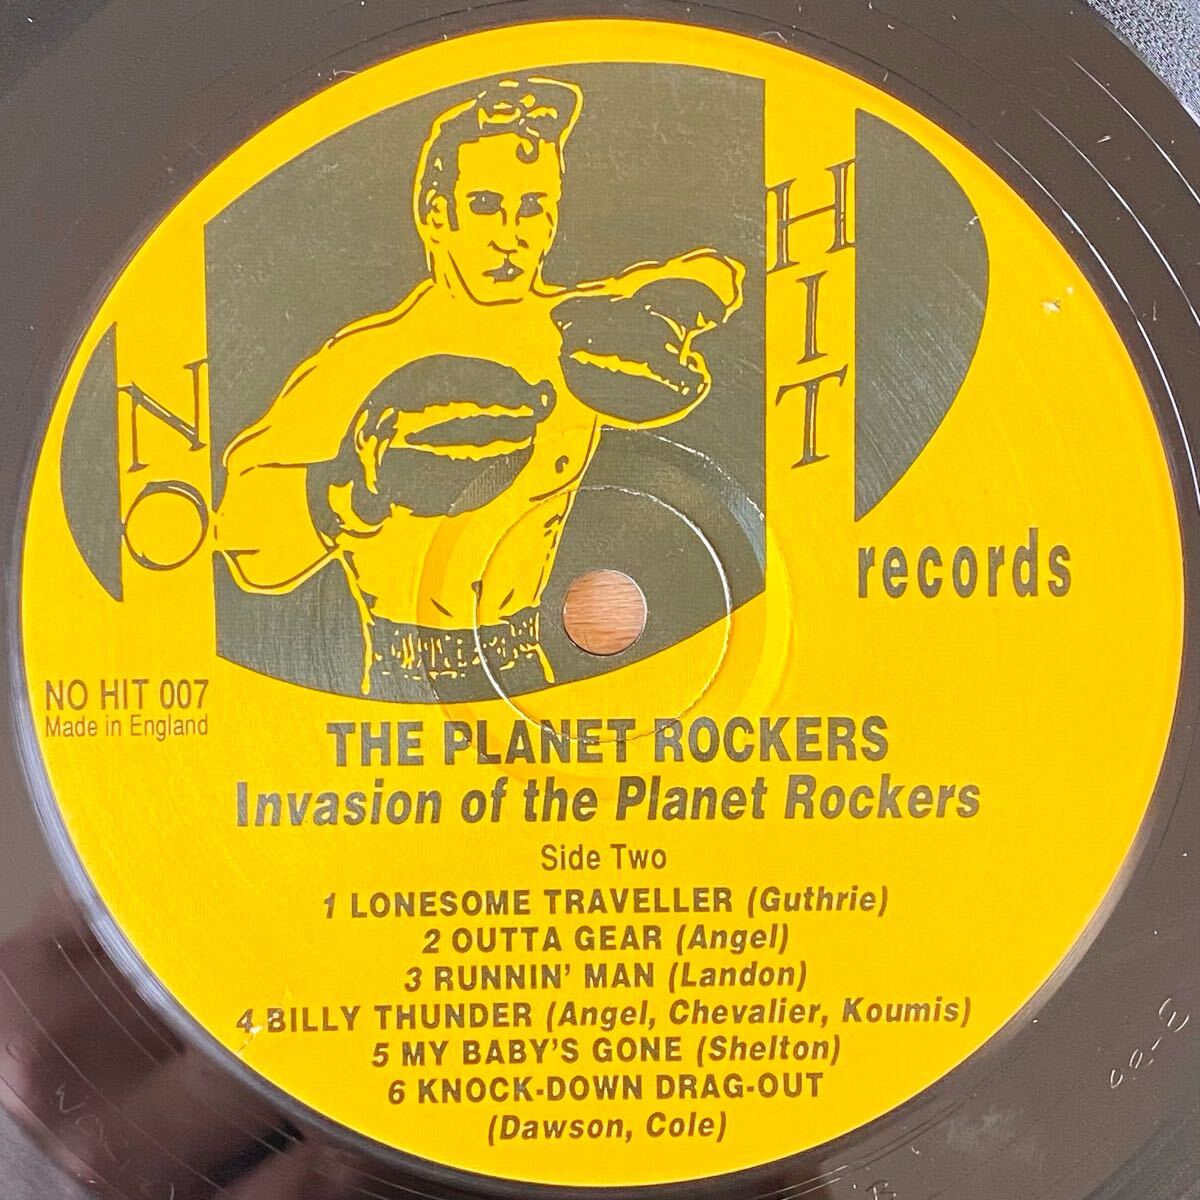 NO
HIT
records
NO HIT 007
Made in England
THE PLANET ROCKERS
Invasion of the Planet Rockers
Side Two
1 LONESOME TRAVELLER (Guthrie)
2 OUTTA GEAR (Angel)
3 RUNNIN' MAN (Landon)
4 BILLY THUNDER (Angel, Chevalier, Koumis)
5 MY BABY'S GONE (Shelton)
6 KNOCK-DOWN DRAG-OUT
(Dawson, Cole)